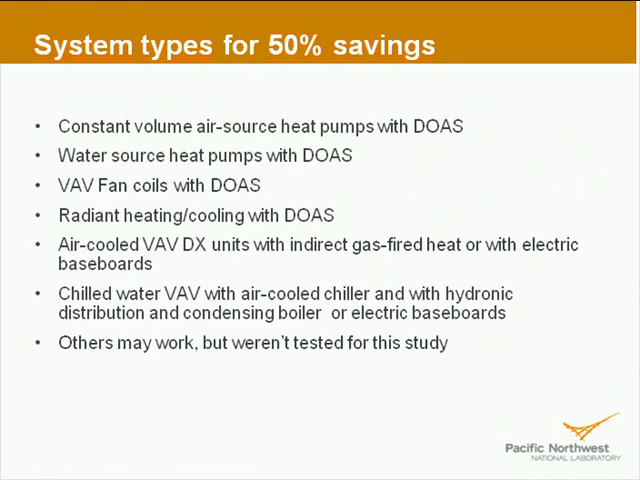 System types for 50% savings
• Constant volume air-source heat pumps with DOAS
• Water source heat pumps with DOAS
• VAV Fan coils with DOAS
• Radiant heating/cooling with DOAS
• Air-cooled VAV DX units with indirect gas-fired heat or with electric
baseboards
• Chilled water VAV with air-cooled chiller and with hydronic
distribution and condensing boiler or electric baseboards
• Others may work, but weren't tested for this study
Pacific Northwest
NATIONAL LABORATORY